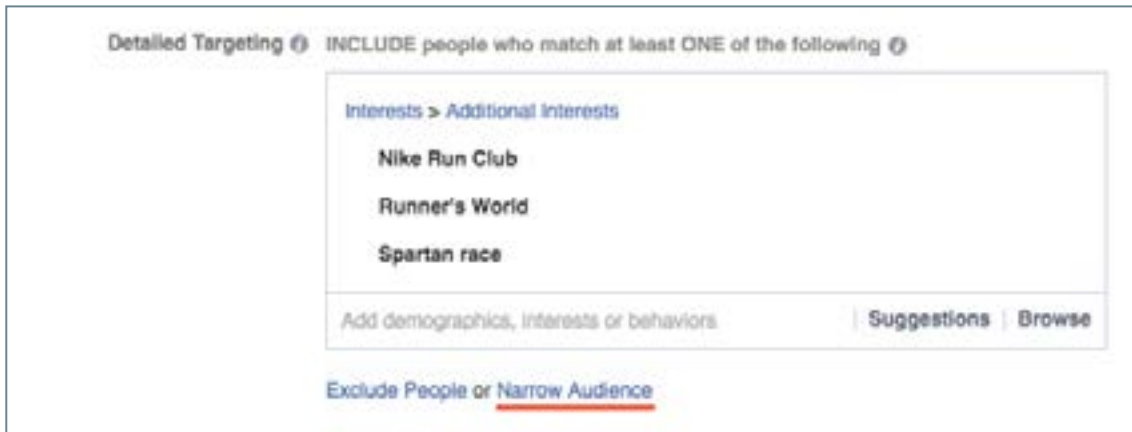 Detailed Targeting INCLUDE people who match at least ONE of the following
Interests > Additional Interests
Nike Run Club
Runner's World
Spartan race
Add demographics, interests or behaviors | Suggestions | Browse
Exclude People or Narrow Audience